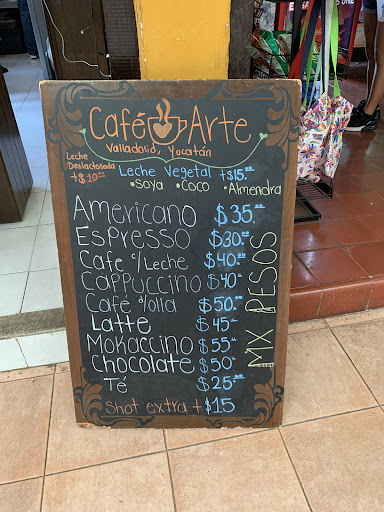 Café Arte
Valladolid, Yucatán
Leche Deslactosada +$10.00
Leche Vegetal +$15.00
•Soya •Coco •Almendra
Americano $35.00
Espresso $30.00
Cafe c/Leche $40.00
Cappuccino $40.00
Café d/olla $50.00
Latte $45.00
Mokaccino $55.00
Chocolate $50.00
Té $25.00
Shot extra +$15
MX PESOS